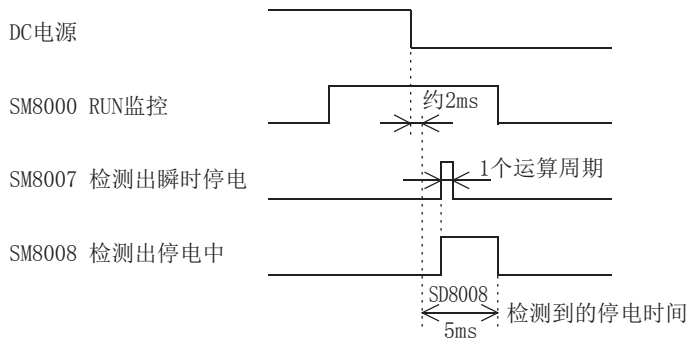 DC电源
SM8000 RUN监控
约2ms
SM8007 检测出瞬时停电
1个运算周期
SM8008 检测出停电中
SD8008
检测到的停电时间
5ms